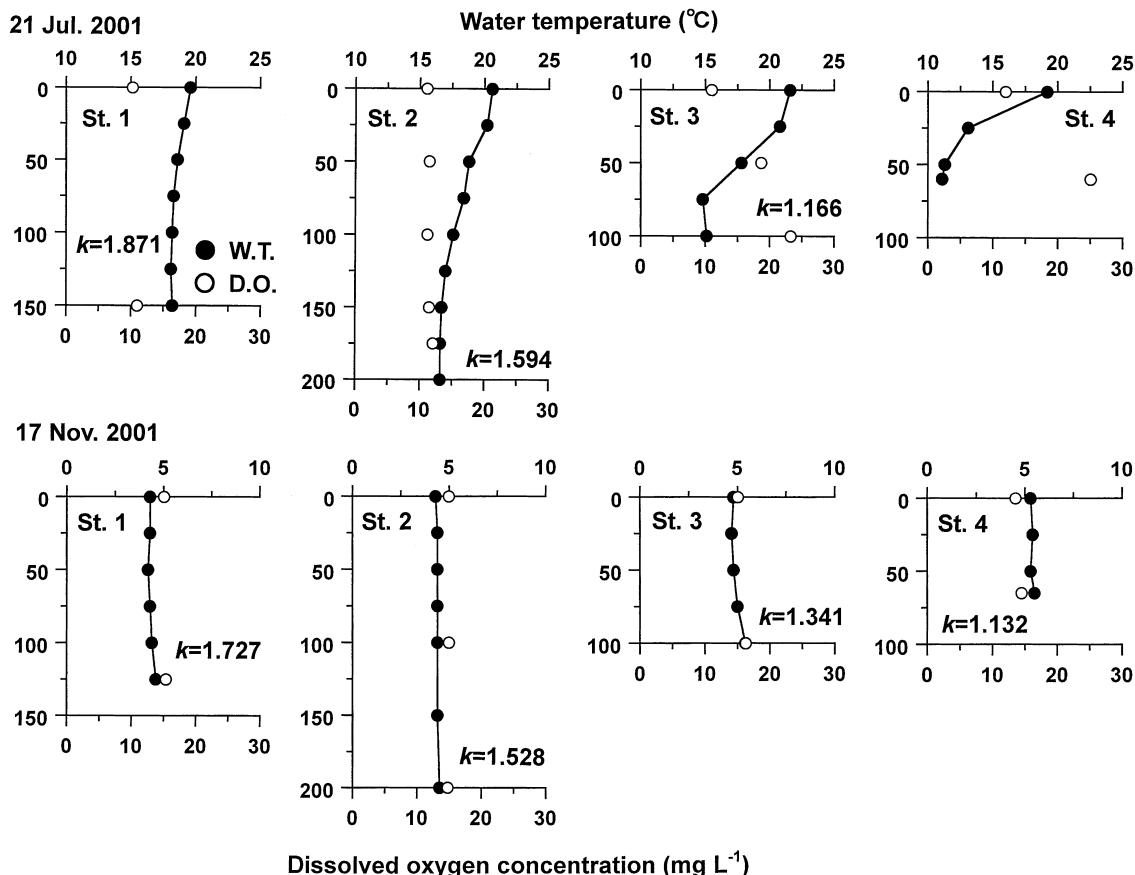 21 Jul. 2001
Water temperature (°C)
10 15 20 25
10 15 20 25
10 15 20 25
10 15 20 25
0
50
100
150
St. 1
k=1.871
W.T.
D.O.
0 10 20 30
0
50
100
150
200
St. 2
k=1.594
0 10 20 30
0
50
100
St. 3
k=1.166
0 10 20 30
0
50
100
St. 4
0 10 20 30
17 Nov. 2001
0 5 10
0 5 10
0 5 10
0 5 10
0
50
100
150
St. 1
k=1.727
0 10 20 30
0
50
100
150
200
St. 2
k=1.528
0 10 20 30
0
50
100
St. 3
k=1.341
0 10 20 30
0
50
100
St. 4
k=1.132
0 10 20 30
Dissolved oxygen concentration (mg L⁻¹)